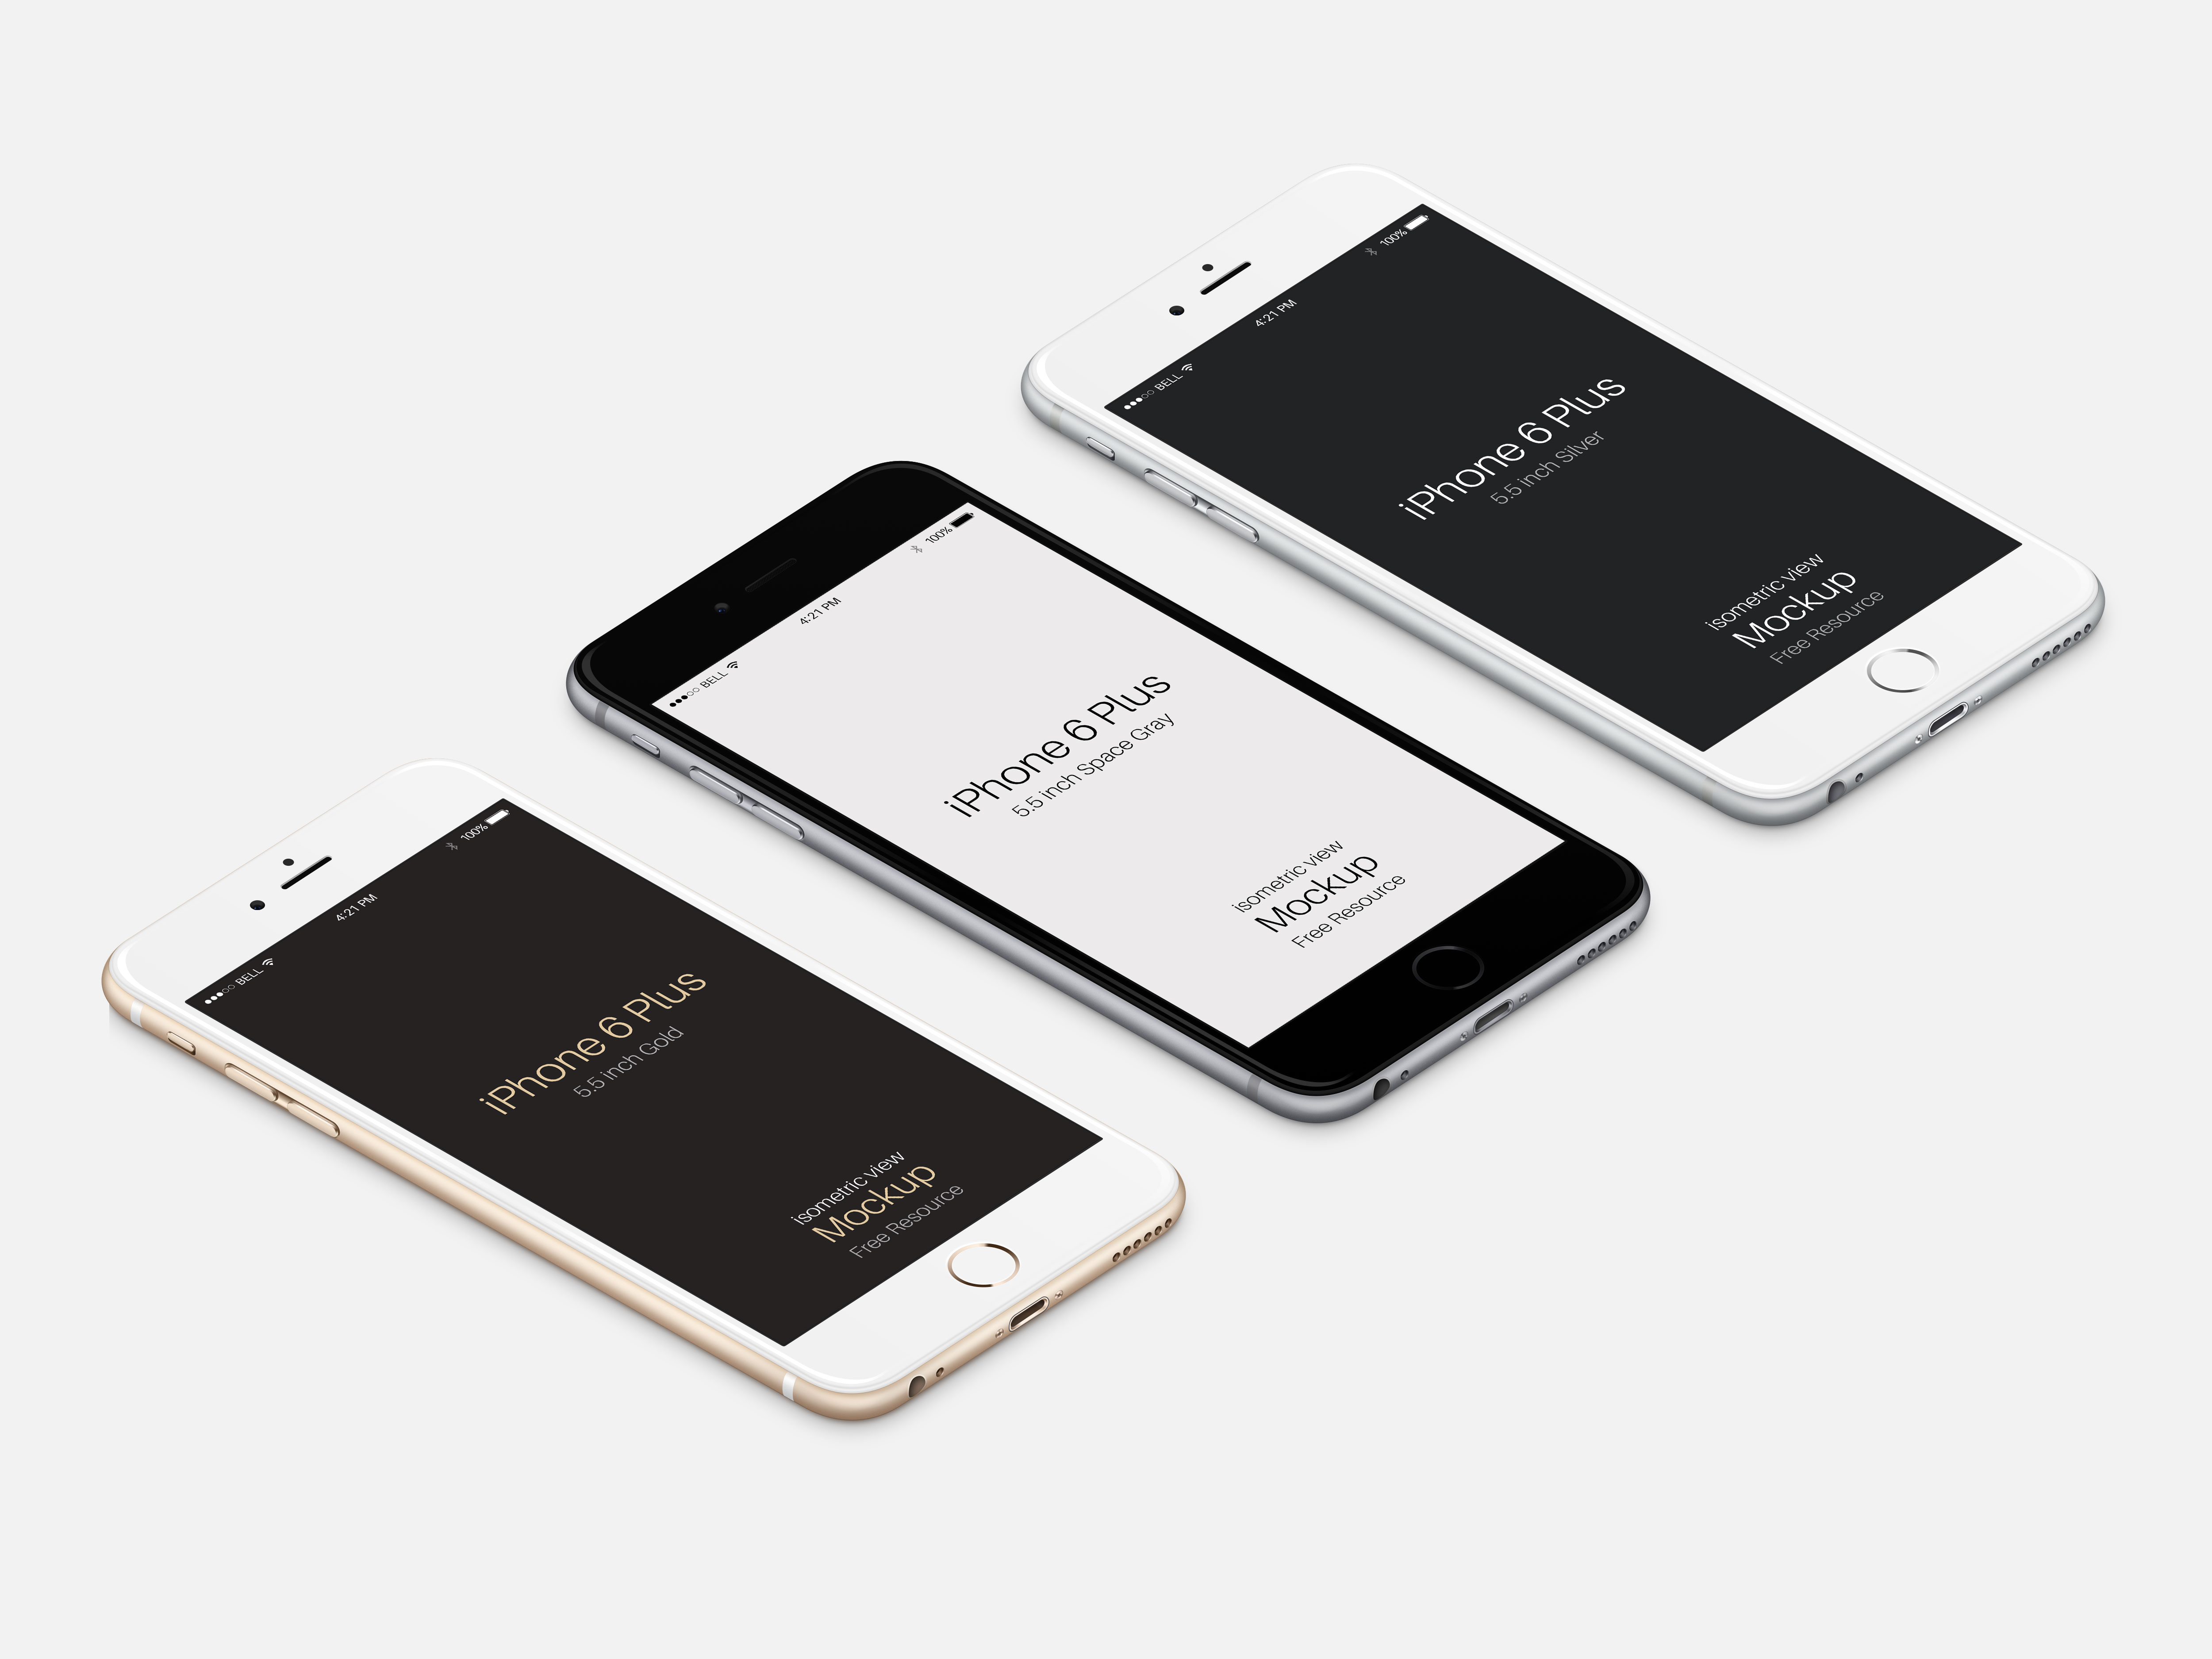 BELL 4:21 PM 100%
iPhone 6 Plus
5.5 inch Gold
isometric view
Mockup
Free Resource
BELL 4:21 PM 100%
iPhone 6 Plus
5.5 inch Space Gray
isometric view
Mockup
Free Resource
BELL 4:21 PM 100%
iPhone 6 Plus
5.5 inch Silver
isometric view
Mockup
Free Resource